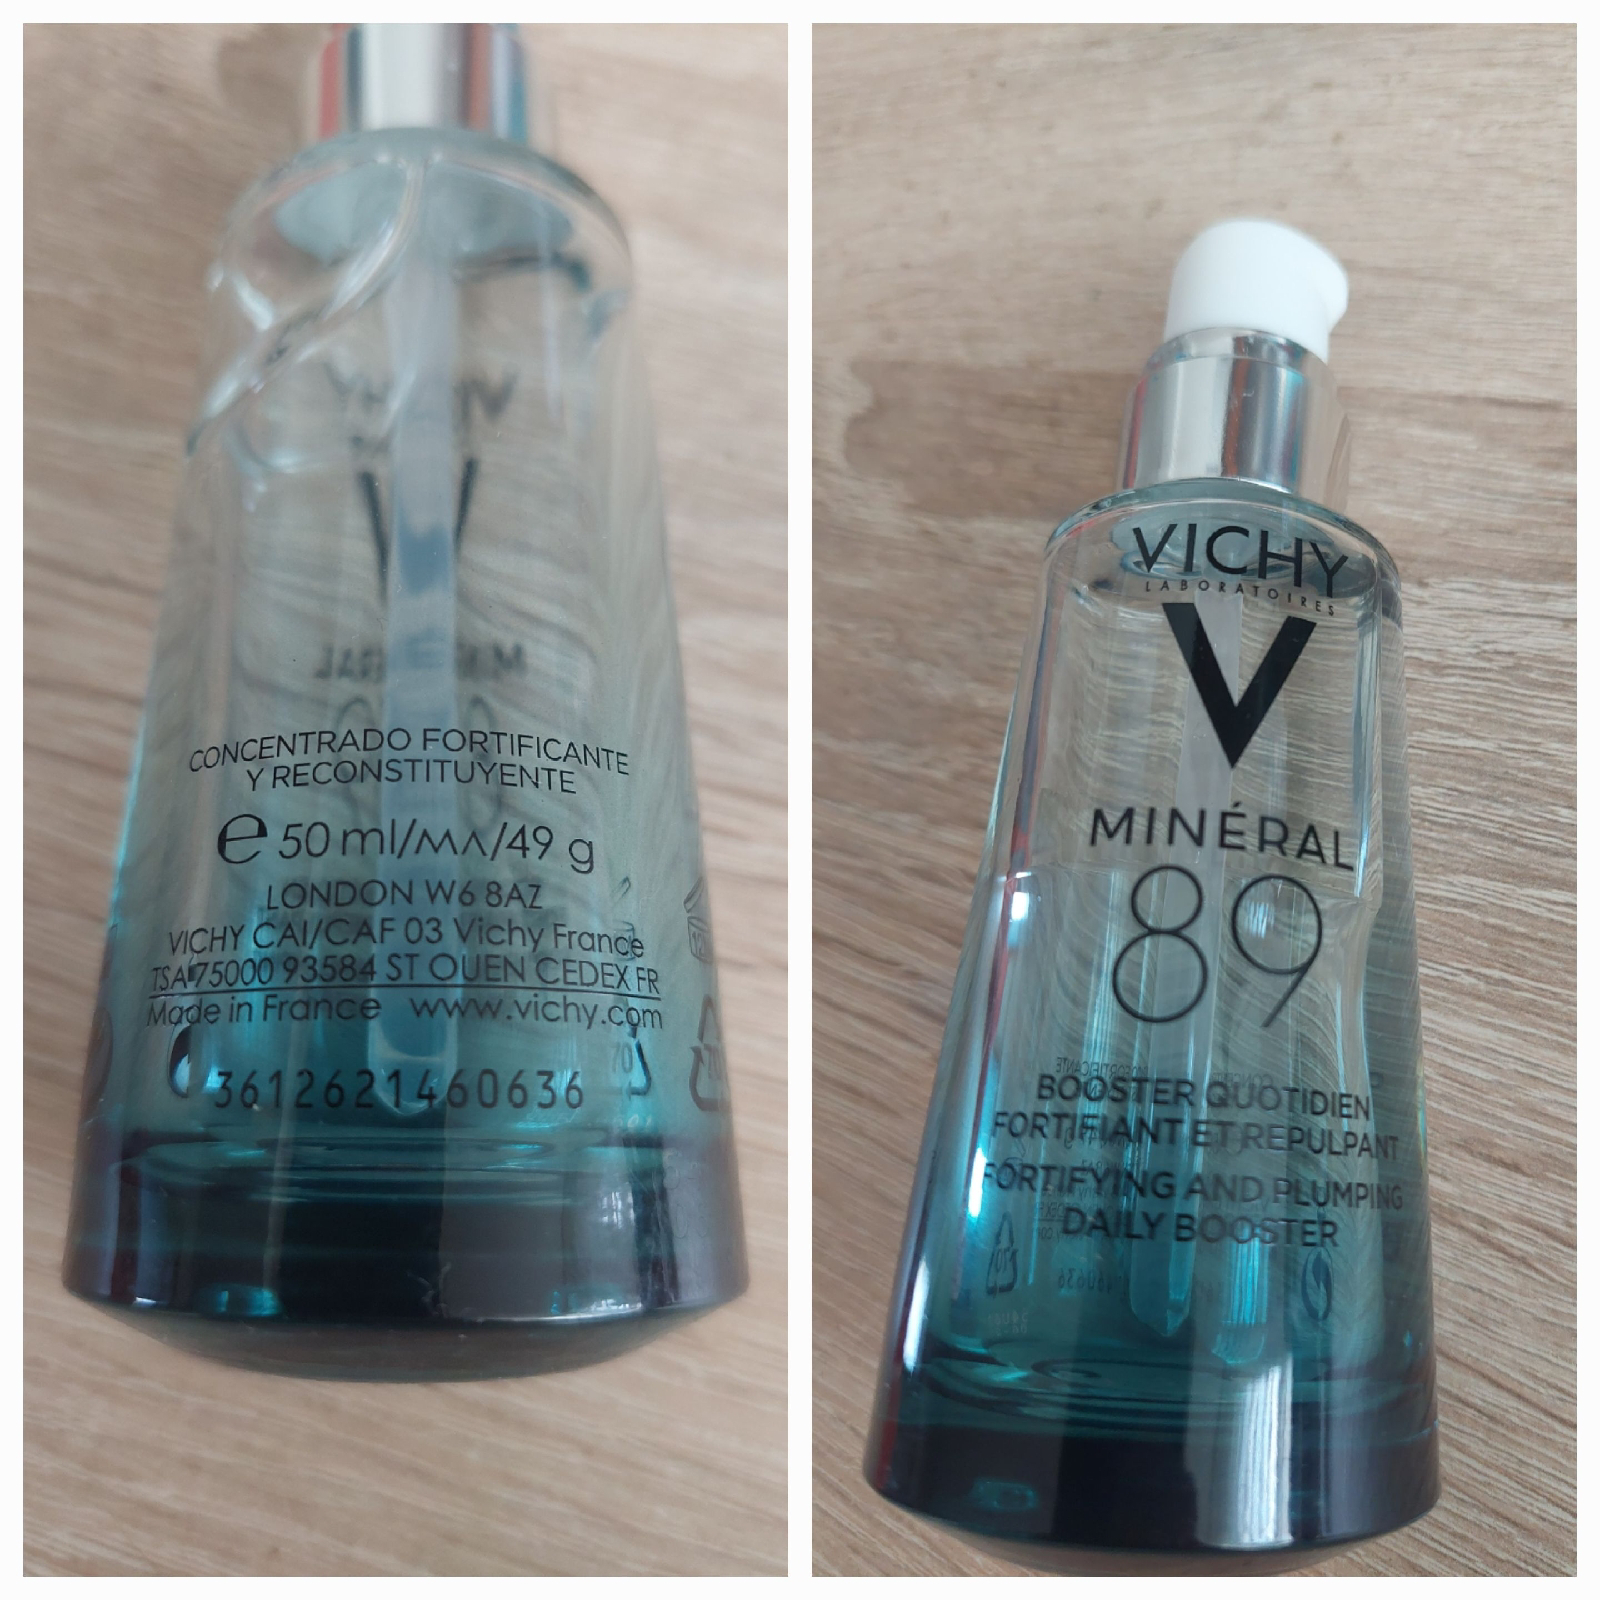 CONCENTRADO FORTIFICANTE
Y RECONSTITUYENTE
e 50 ml/мл/49 g
LONDON W6 8AZ
VICHY CAI/CAF 03 Vichy France
TSA 75000 93584 ST OUEN CEDEX FR
Made in France www.vichy.com
3612621460636
70
VICHY
LABORATOIRES
V
MINÉRAL
89
BOOSTER QUOTIDIEN
FORTIFIANT ET REPULPANT
FORTIFYING AND PLUMPING
DAILY BOOSTER